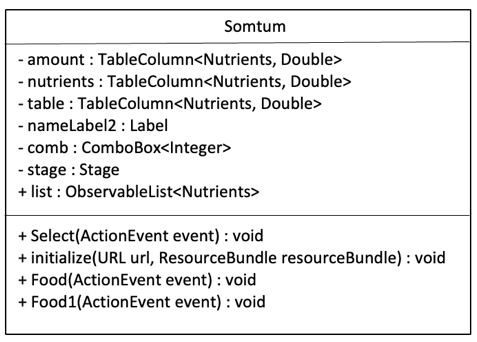 Somtum
- amount : TableColumn<Nutrients, Double>
- nutrients : TableColumn<Nutrients, Double>
- table : TableColumn<Nutrients, Double>
- nameLabel2 : Label
- comb : ComboBox<Integer>
- stage : Stage
+ list : ObservableList<Nutrients>
+ Select(ActionEvent event) : void
+ initialize(URL url, ResourceBundle resourceBundle) : void
+ Food(ActionEvent event) : void
+ Food1(ActionEvent event) : void